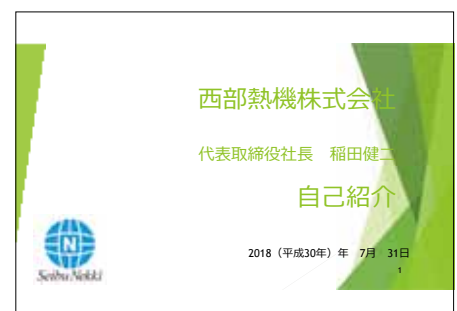 西部熱機株式会社
代表取締役社長　稲田健二
自己紹介
N
Seibu Nekki
2018（平成30年）年　7月　31日
1